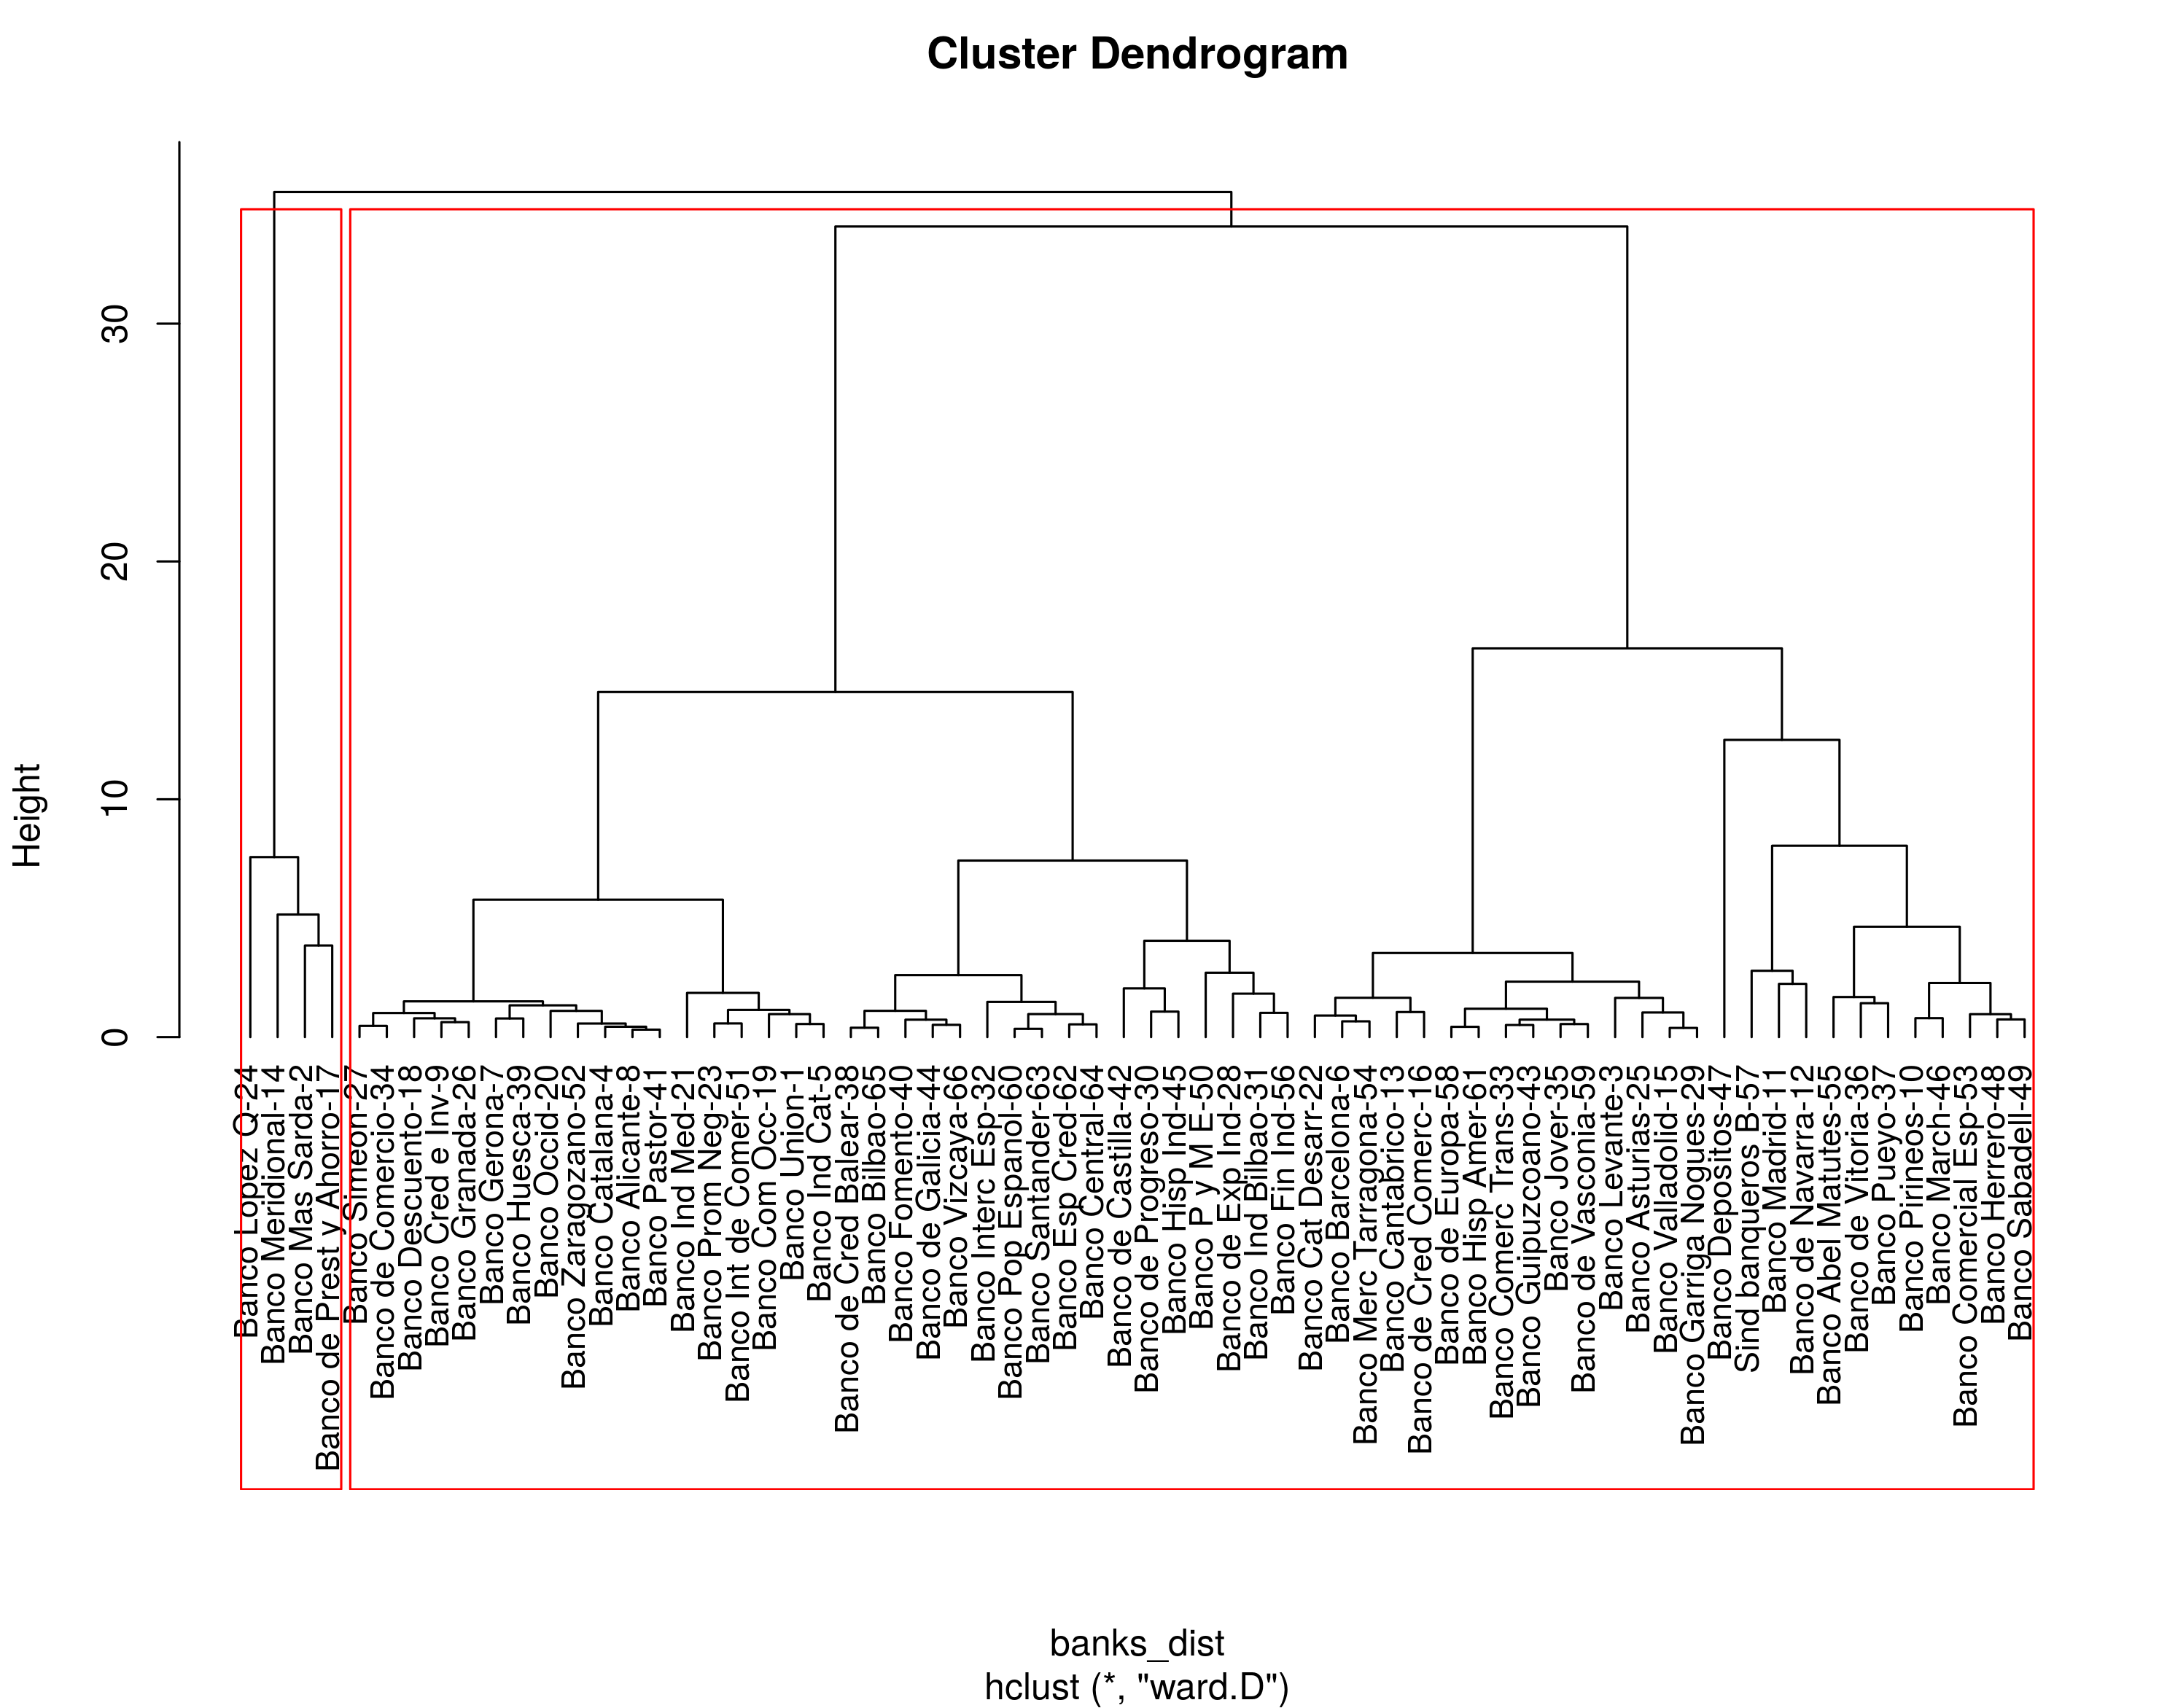 Cluster Dendrogram
Height
0
10
20
30
Banco Lopez Q-24
Banco Meridional-14
Banco Mas Sarda-2
Banco de Prest y Ahorro-17
Banco Simeon-27
Banco de Comercio-34
Banco Descuento-18
Banco Cred e Inv-9
Banco Granada-26
Banco Gerona-7
Banco Huesca-39
Banco Occid-20
Banco Zaragozano-52
Banco Catalana-4
Banco Alicante-8
Banco Pastor-41
Banco Ind Med-21
Banco Prom Neg-23
Banco Int de Comer-51
Banco Com Occ-19
Banco Union-1
Banco Ind Cat-5
Banco de Cred Balear-38
Banco Bilbao-65
Banco Fomento-40
Banco de Galicia-44
Banco Vizcaya-66
Banco Interc Esp-32
Banco Pop Espanol-60
Banco Santander-63
Banco Esp Cred-62
Banco Central-64
Banco de Castilla-42
Banco de Progreso-30
Banco Hisp Ind-45
Banco P y M E-50
Banco de Exp Ind-28
Banco Ind Bilbao-31
Banco Fin Ind-56
Banco Cat Desarr-22
Banco Barcelona-6
Banco Merc Tarragona-54
Banco Cantabrico-13
Banco de Cred Comerc-16
Banco de Europa-58
Banco Hisp Amer-61
Banco Comerc Trans-33
Banco Guipuzcoano-43
Banco Jover-35
Banco de Vasconia-59
Banco Levante-3
Banco Asturias-25
Banco Valladolid-15
Banco Garriga Nogues-29
Banco Depositos-47
Sind banqueros B-57
Banco Madrid-11
Banco de Navarra-12
Banco Abel Matutes-55
Banco de Vitoria-36
Banco Pueyo-37
Banco Pirineos-10
Banco March-46
Banco Comercial Esp-53
Banco Herrero-48
Banco Sabadell-49
banks_dist
hclust (*, "ward.D")